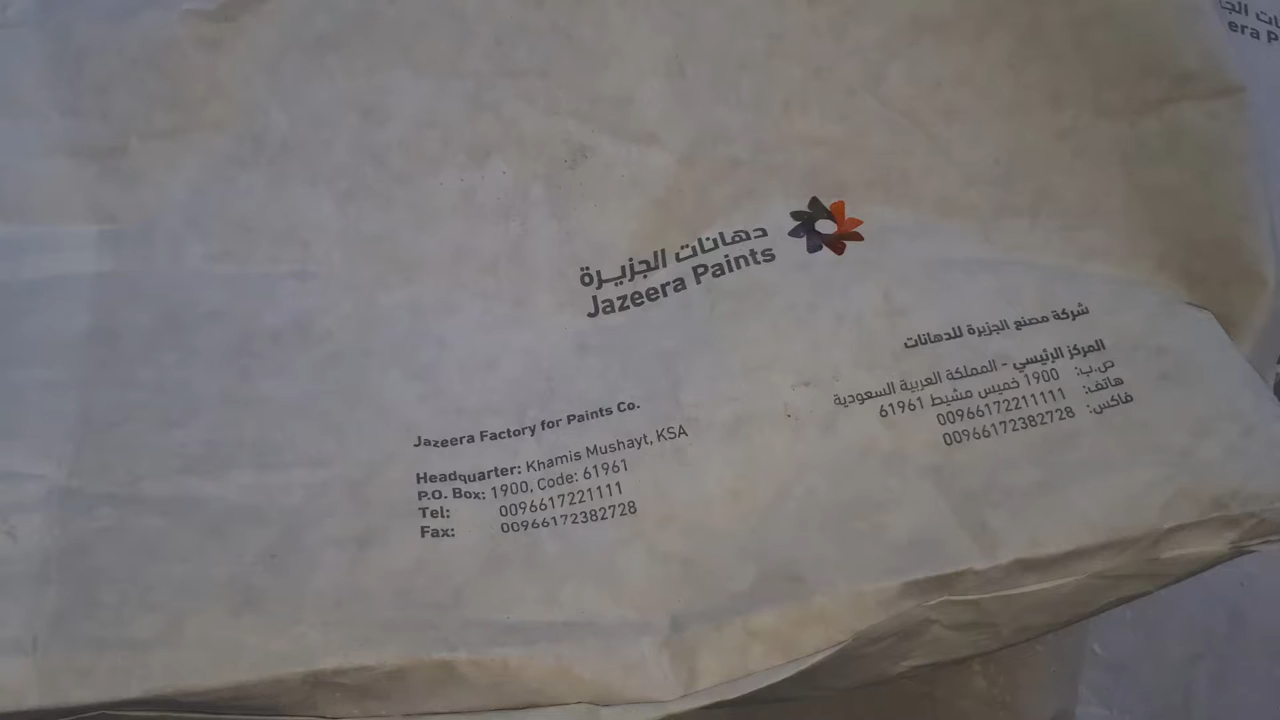 دهانات الجزيرة
Jazeera Paints
شركة مصنع الجزيرة للدهانات
المركز الرئيسي - المملكة العربية السعودية
ص.ب: 1900 خميس مشيط 61961
هاتف: 00966172211111
فاكس: 00966172382728
Jazeera Factory for Paints Co.
Headquarter: Khamis Mushayt, KSA
P.O. Box: 1900, Code: 61961
Tel: 0096617221111
Fax: 00966172382728
era P